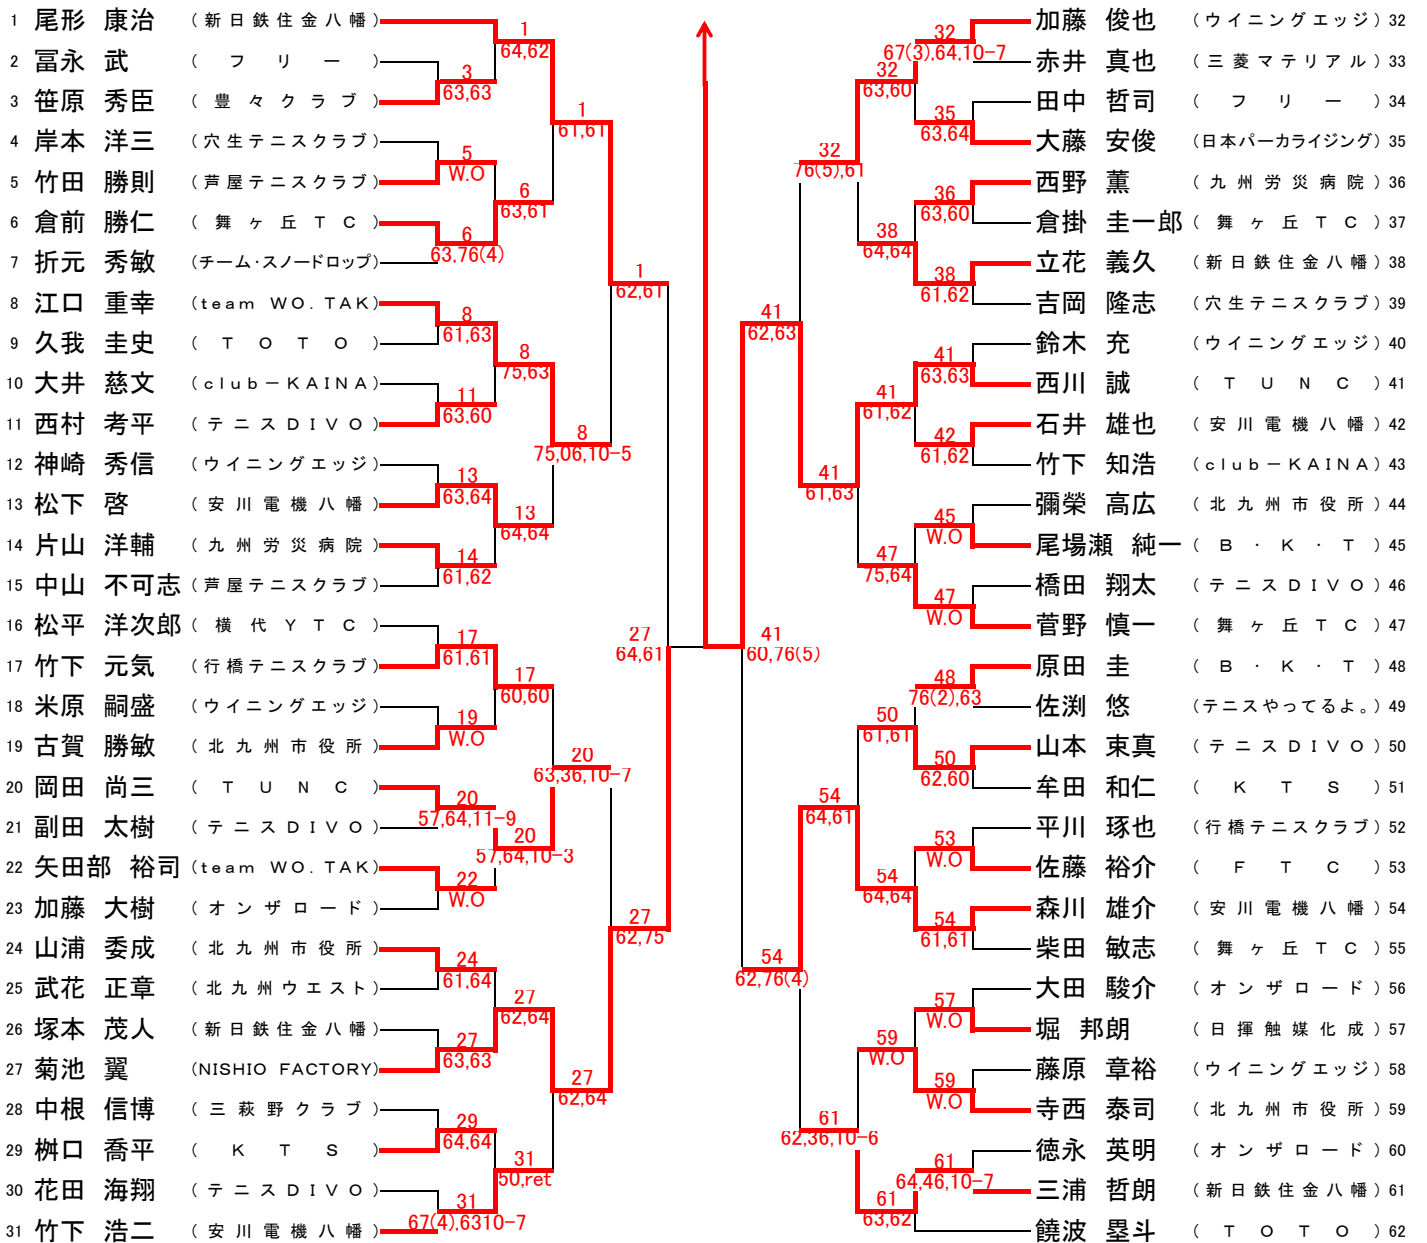 1 尾形 康治 (新日鉄住金八幡)
2 冨永 武 (フリー)
3 笹原 秀臣 (豊々クラブ)
4 岸本 洋三 (穴生テニスクラブ)
5 竹田 勝則 (芦屋テニスクラブ)
6 倉前 勝仁 (舞ヶ丘TC)
7 折元 秀敏 (チーム・スノードロップ)
8 江口 重幸 (team WO.TAK)
9 久我 圭史 (TOTO)
10 大井 慈文 (club-KAINA)
11 西村 考平 (テニスDIVO)
12 神崎 秀信 (ウイニングエッジ)
13 松下 啓 (安川電機八幡)
14 片山 洋輔 (九州労災病院)
15 中山 不可志 (芦屋テニスクラブ)
16 松平 洋次郎 (横代YTC)
17 竹下 元気 (行橋テニスクラブ)
18 米原 嗣盛 (ウイニングエッジ)
19 古賀 勝敏 (北九州市役所)
20 岡田 尚三 (TUNC)
21 副田 太樹 (テニスDIVO)
22 矢田部 裕司 (team WO.TAK)
23 加藤 大樹 (オンザロード)
24 山浦 委成 (北九州市役所)
25 武花 正章 (北九州ウエスト)
26 塚本 茂人 (新日鉄住金八幡)
27 菊池 翼 (NISHIO FACTORY)
28 中根 信博 (三萩野クラブ)
29 桝口 喬平 (KTS)
30 花田 海翔 (テニスDIVO)
31 竹下 浩二 (安川電機八幡)
3
63,63
5
W.O
6
63,76(4)
8
61,63
11
63,60
13
63,64
14
61,62
17
61,61
19
W.O
20
57,64,11-9
22
W.O
24
61,64
27
63,63
29
64,64
31
67(4),6310-7
1
64,62
6
63,61
8
75,63
13
64,64
17
60,60
20
57,64,10-3
27
62,64
31
50,ret
1
61,61
8
75,06,10-5
20
63,36,10-7
27
62,64
1
62,61
27
62,75
27
64,61
41
60,76(5)
41
62,63
54
62,76(4)
32
76(5),61
41
61,63
54
64,61
61
62,36,10-6
32
63,60
38
64,64
41
61,62
47
75,64
50
61,61
54
64,64
59
W.O
61
63,62
32
67(3),64,10-7
35
63,64
36
63,60
38
61,62
41
63,63
42
61,62
45
W.O
47
W.O
48
76(2),63
50
62,60
53
W.O
54
61,61
57
W.O
59
W.O
61
64,46,10-7
加藤 俊也 (ウイニングエッジ) 32
赤井 真也 (三菱マテリアル) 33
田中 哲司 (フリー) 34
大藤 安俊 (日本パーカライジング) 35
西野 薫 (九州労災病院) 36
倉掛 圭一郎 (舞ヶ丘TC) 37
立花 義久 (新日鉄住金八幡) 38
吉岡 隆志 (穴生テニスクラブ) 39
鈴木 充 (ウイニングエッジ) 40
西川 誠 (TUNC) 41
石井 雄也 (安川電機八幡) 42
竹下 知浩 (club-KAINA) 43
彌榮 高広 (北九州市役所) 44
尾場瀬 純一 (B・K・T) 45
橋田 翔太 (テニスDIVO) 46
菅野 慎一 (舞ヶ丘TC) 47
原田 圭 (B・K・T) 48
佐渕 悠 (テニスやってるよ。) 49
山本 束真 (テニスDIVO) 50
牟田 和仁 (KTS) 51
平川 琢也 (行橋テニスクラブ) 52
佐藤 裕介 (FTC) 53
森川 雄介 (安川電機八幡) 54
柴田 敏志 (舞ヶ丘TC) 55
大田 駿介 (オンザロード) 56
堀 邦朗 (日揮触媒化成) 57
藤原 章裕 (ウイニングエッジ) 58
寺西 泰司 (北九州市役所) 59
徳永 英明 (オンザロード) 60
三浦 哲朗 (新日鉄住金八幡) 61
饒波 塁斗 (TOTO) 62